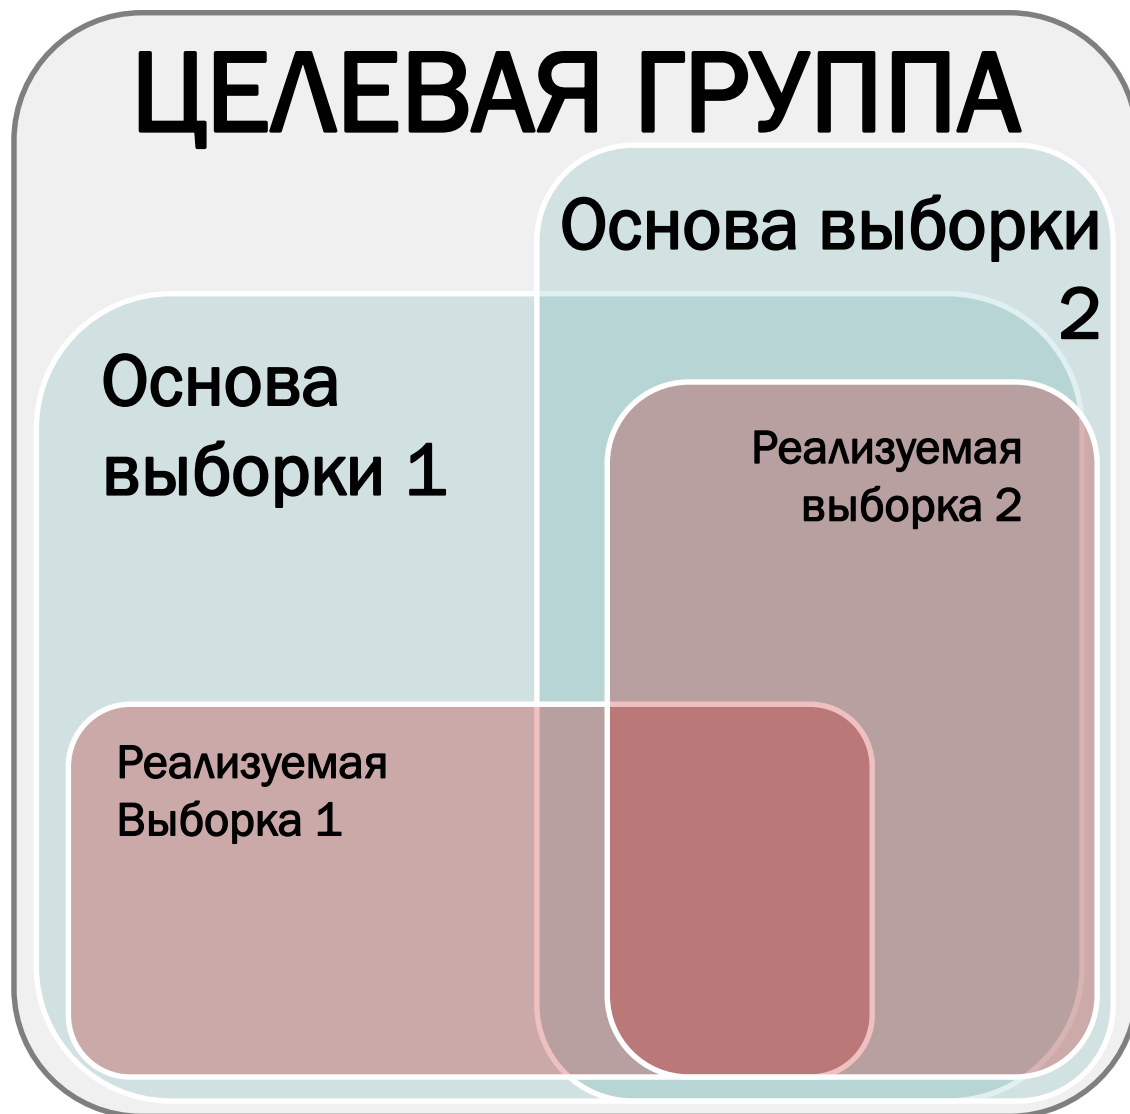 ЦЕЛЕВАЯ ГРУППА
Основа выборки
2
Основа
выборки 1
Реализуемая
выборка 2
Реализуемая
Выборка 1